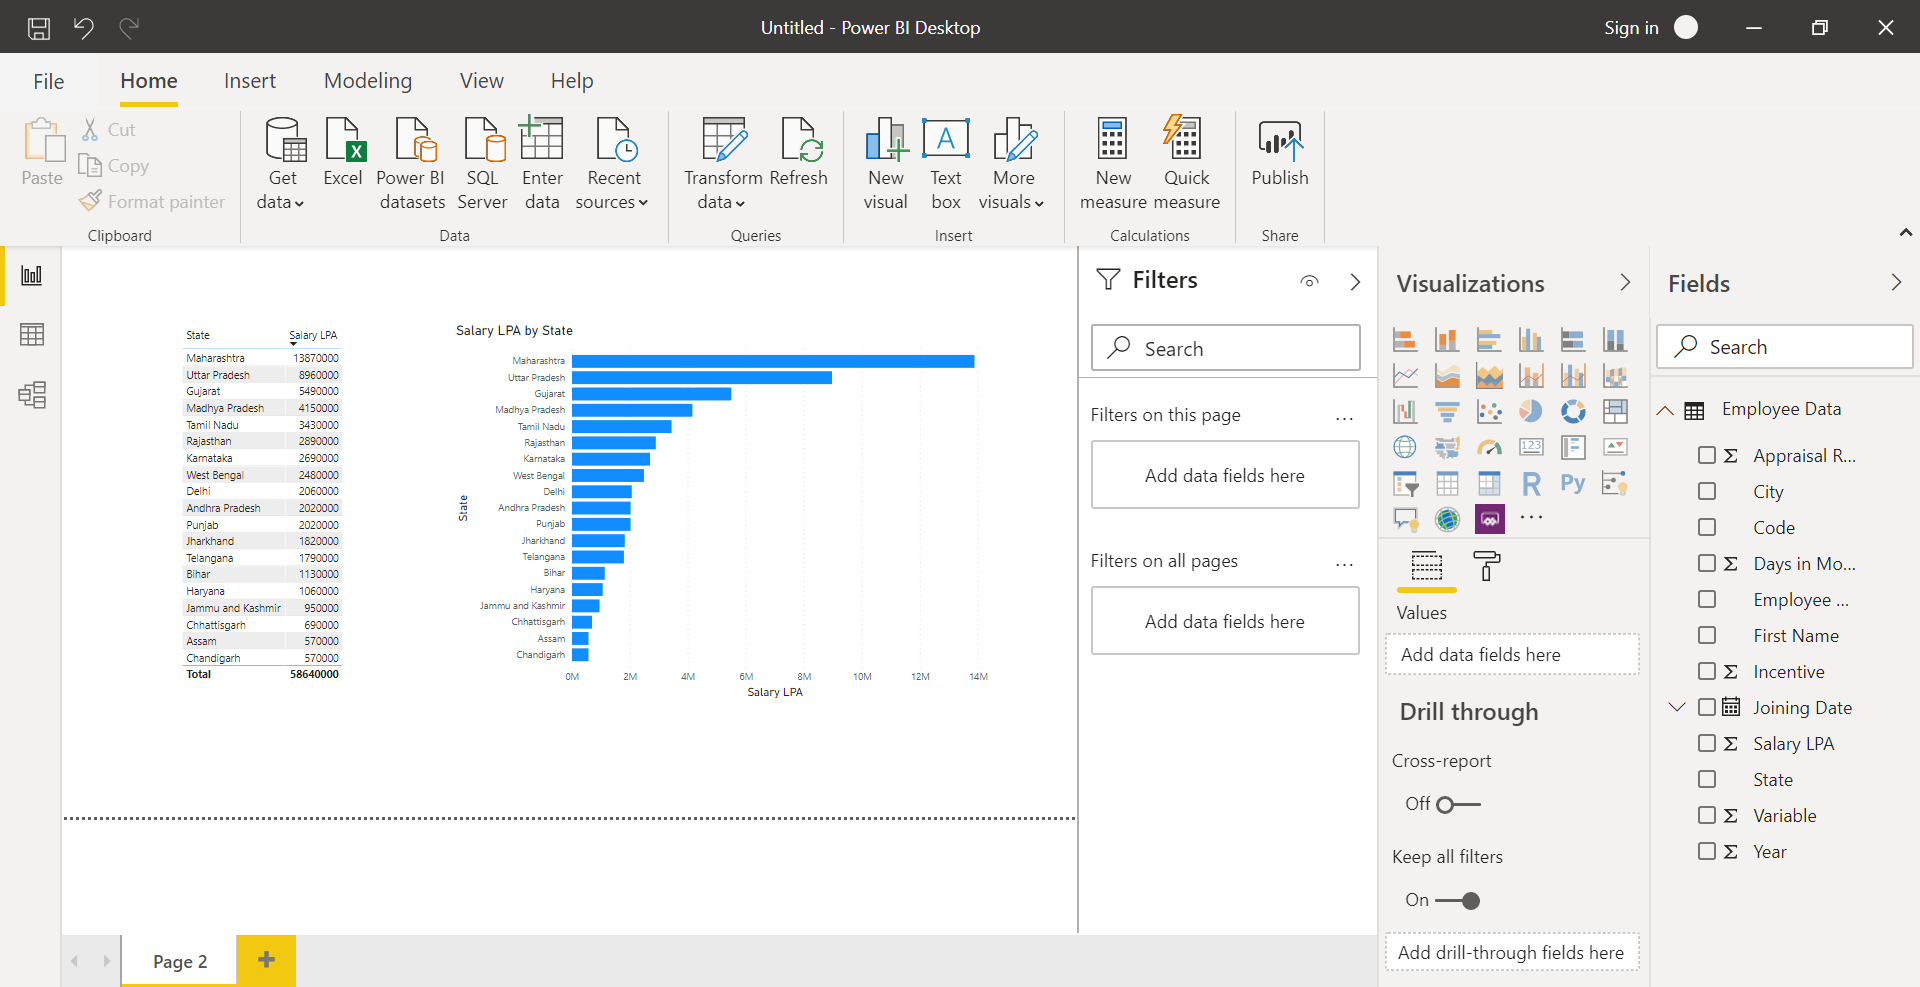 Untitled - Power BI Desktop
Sign in
File Home Insert Modeling View Help
Paste
Cut
Copy
Format painter
Clipboard
Get data
Excel
Power BI datasets
SQL Server
Enter data
Recent sources
Data
Transform data
Refresh
Queries
New visual
Text box
More visuals
Insert
New measure
Quick measure
Calculations
Publish
Share
State Salary LPA
Maharashtra 13870000
Uttar Pradesh 8960000
Gujarat 5490000
Madhya Pradesh 4150000
Tamil Nadu 3430000
Rajasthan 2890000
Karnataka 2690000
West Bengal 2480000
Delhi 2060000
Andhra Pradesh 2020000
Punjab 2020000
Jharkhand 1820000
Telangana 1790000
Bihar 1130000
Haryana 1060000
Jammu and Kashmir 950000
Chhattisgarh 690000
Assam 570000
Chandigarh 570000
Total 58640000
Salary LPA by State
State
Maharashtra
Uttar Pradesh
Gujarat
Madhya Pradesh
Tamil Nadu
Rajasthan
Karnataka
West Bengal
Delhi
Andhra Pradesh
Punjab
Jharkhand
Telangana
Bihar
Haryana
Jammu and Kashmir
Chhattisgarh
Assam
Chandigarh
0M 2M 4M 6M 8M 10M 12M 14M
Salary LPA
Filters
Search
Filters on this page ...
Add data fields here
Filters on all pages ...
Add data fields here
Visualizations
123
R Py
...
Values
Add data fields here
Drill through
Cross-report
Off
Keep all filters
On
Add drill-through fields here
Fields
Search
Employee Data
Σ Appraisal R...
City
Code
Σ Days in Mo...
Employee ...
First Name
Σ Incentive
Joining Date
Σ Salary LPA
State
Σ Variable
Σ Year
Page 2
+